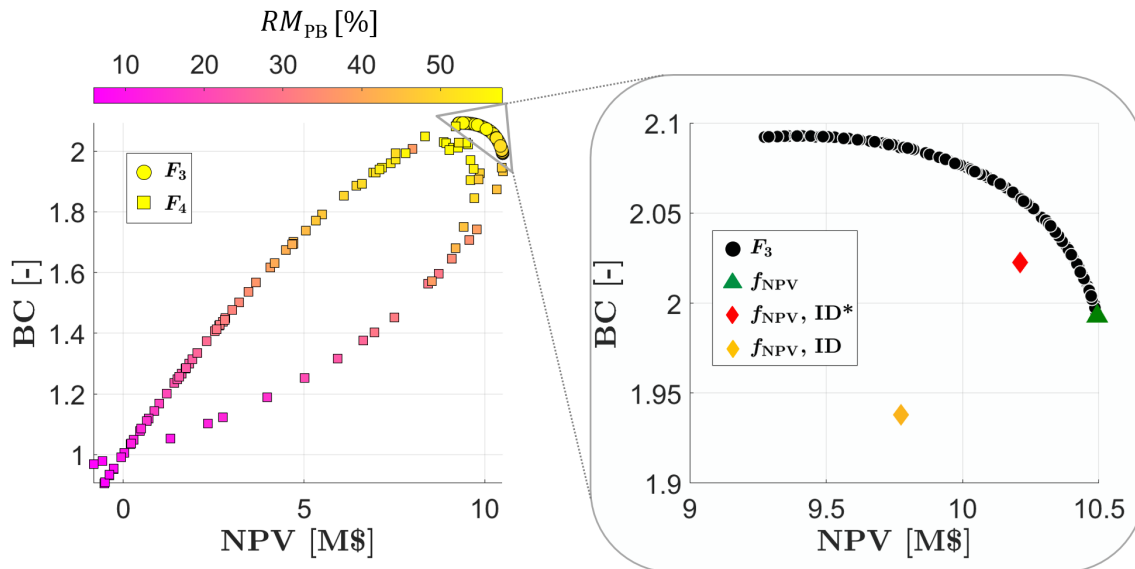 RM_PB [%]
10 20 30 40 50
BC [-]
2
1.8
1.6
1.4
1.2
1
F_3
F_4
0 5 10
NPV [M$]
BC [-]
2.1
2.05
2
1.95
1.9
F_3
f_NPV
f_NPV, ID*
f_NPV, ID
9 9.5 10 10.5
NPV [M$]